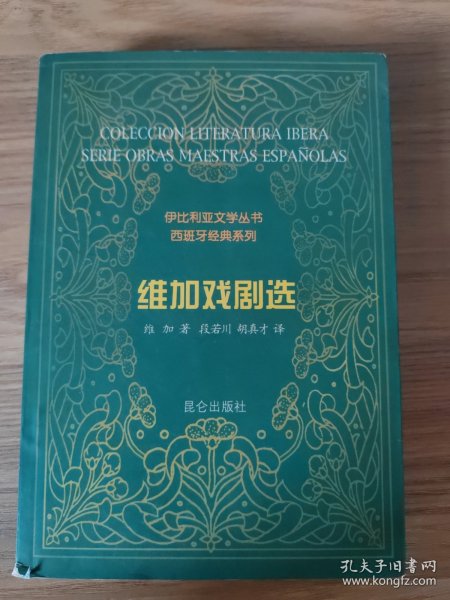 COLECCION LITERATURA IBERA
SERIE OBRAS MAESTRAS ESPAÑOLAS
伊比利亚文学丛书
西班牙经典系列
维加戏剧选
维加著 段若川 胡真才 译
昆仑出版社
孔夫子旧书网
www.kongfz.com